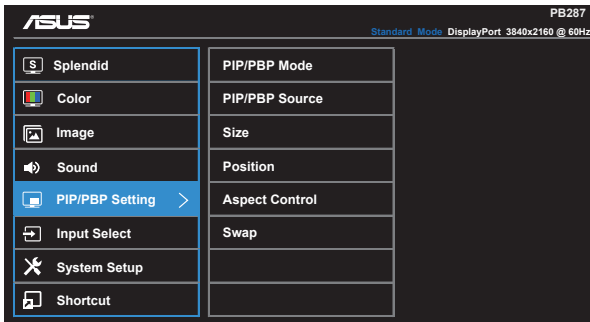 ASUS
PB287
Standard Mode DisplayPort 3840x2160 @ 60Hz
S Splendid
Color
Image
Sound
PIP/PBP Setting
Input Select
System Setup
Shortcut
PIP/PBP Mode
PIP/PBP Source
Size
Position
Aspect Control
Swap